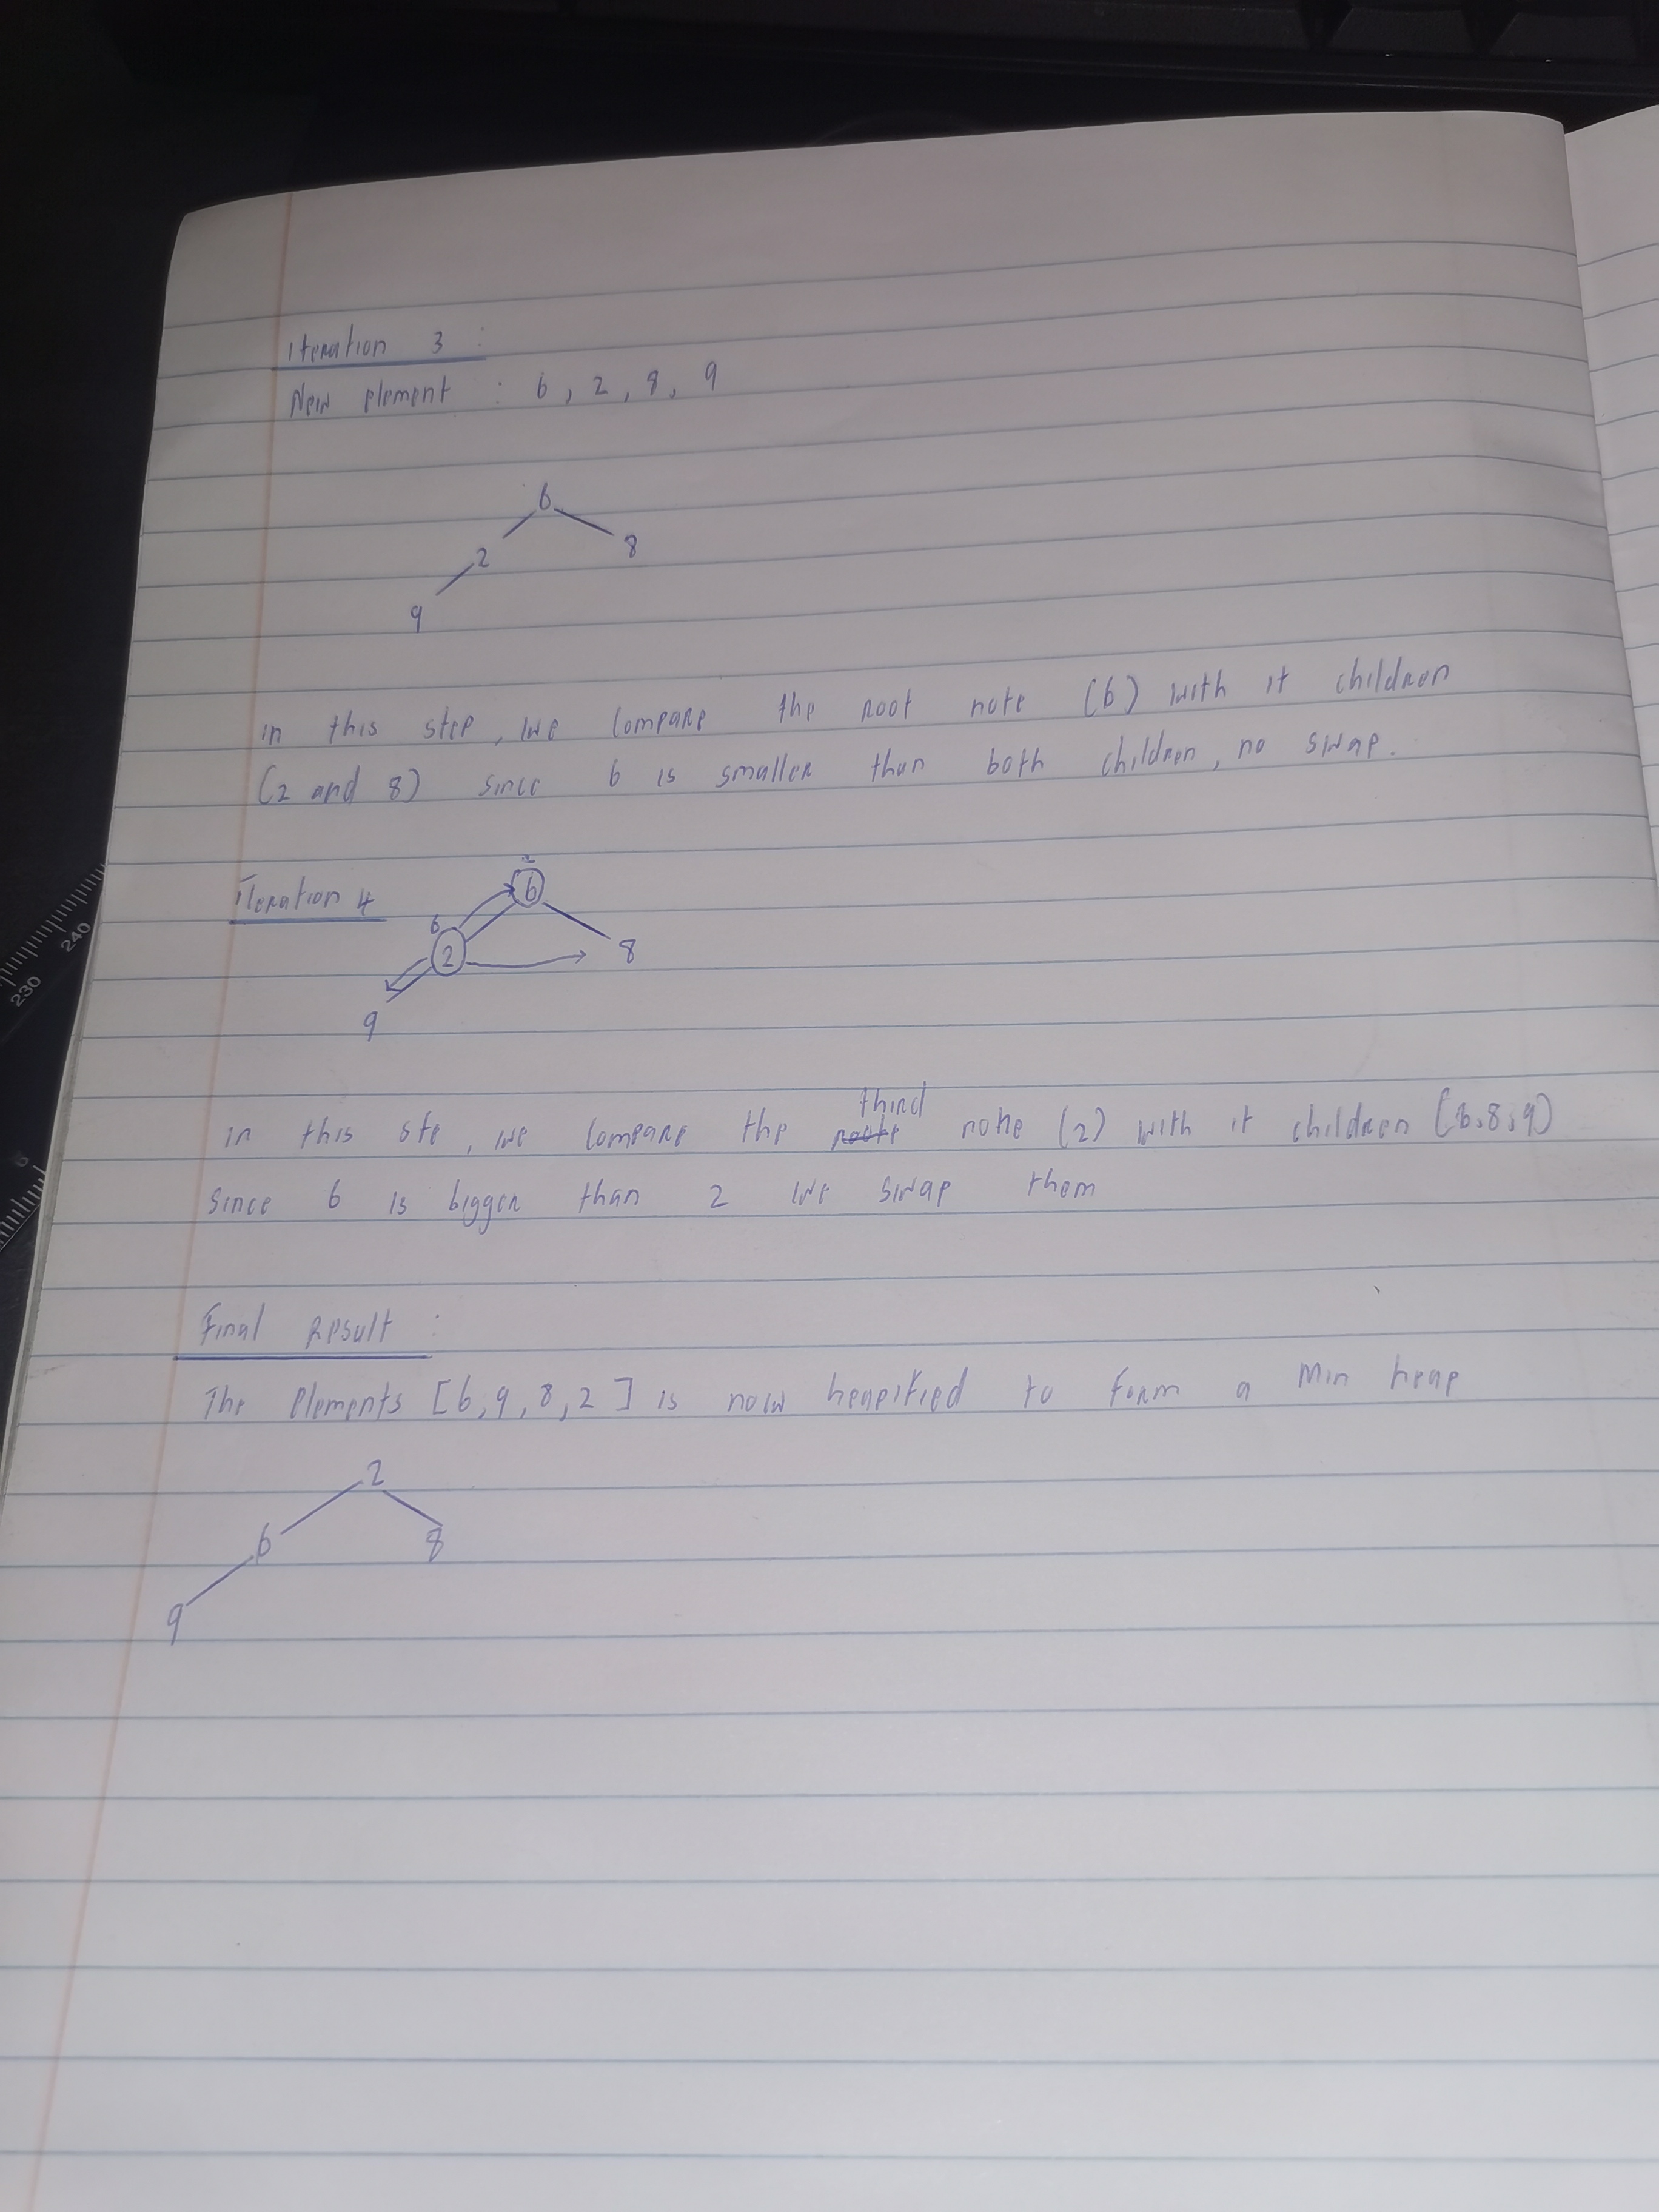 Iteration 3 :
New element : 6, 2, 8, 9
6
2 8
9
in this step, we compare the root note (6) with it children
(2 and 8) since 6 is smaller than both children, no swap.
iteration 4
2
6
6
2
8
9
third
in this ste, we compare the note (2) with it children (6,8,9)
since 6 is bigger than 2 we swap them
Final Result :
The Elements [6,9,8,2] is now heapified to form a Min heap
2
6 8
9
240
230